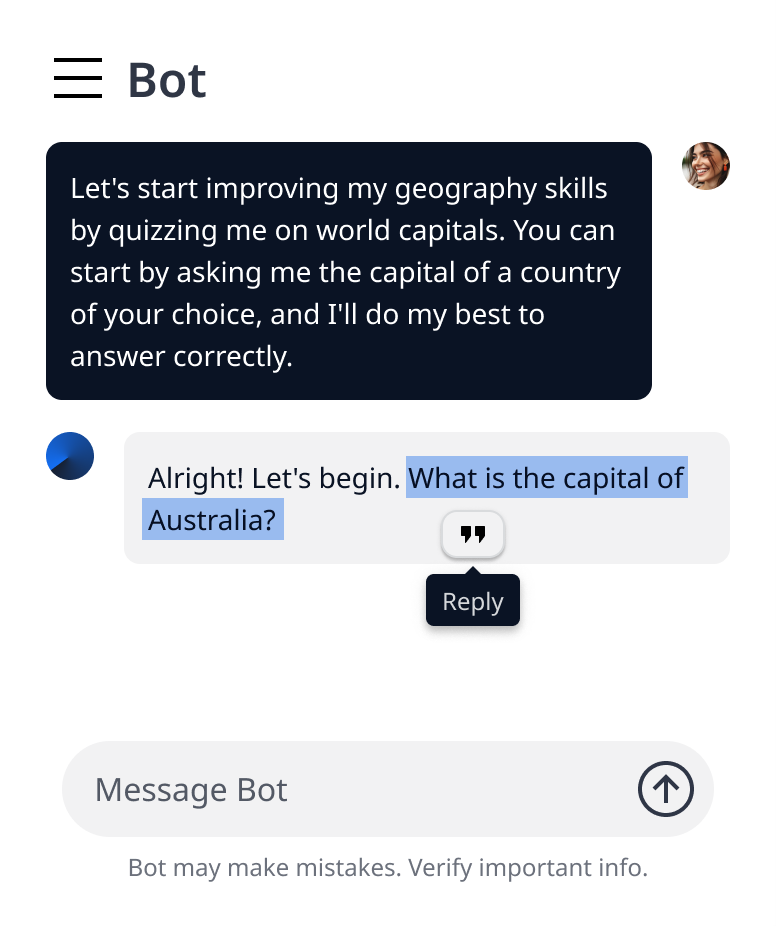 Bot
Let's start improving my geography skills
by quizzing me on world capitals. You can
start by asking me the capital of a country
of your choice, and I'll do my best to
answer correctly.
Alright! Let's begin. What is the capital of
Australia?
Reply
Message Bot
Bot may make mistakes. Verify important info.